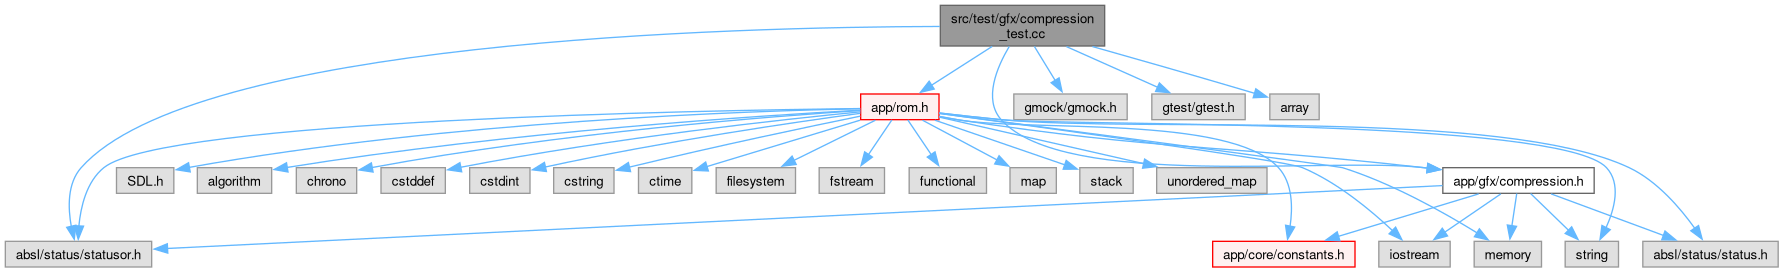 src/test/gfx/compression
_test.cc
app/rom.h
gmock/gmock.h
gtest/gtest.h
array
SDL.h
algorithm
chrono
cstddef
cstdint
cstring
ctime
filesystem
fstream
functional
map
stack
unordered_map
app/gfx/compression.h
absl/status/statusor.h
app/core/constants.h
iostream
memory
string
absl/status/status.h